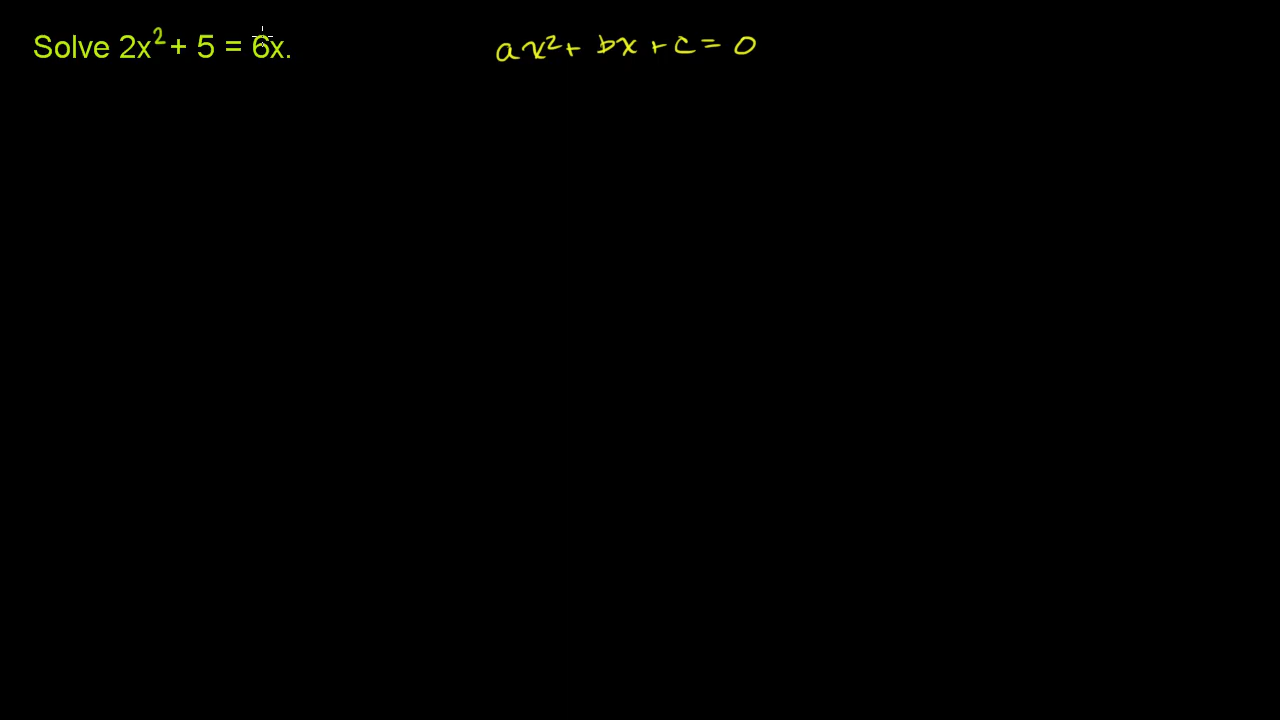 Solve 2x² + 5 = 6x.
ax² + bx + c = 0